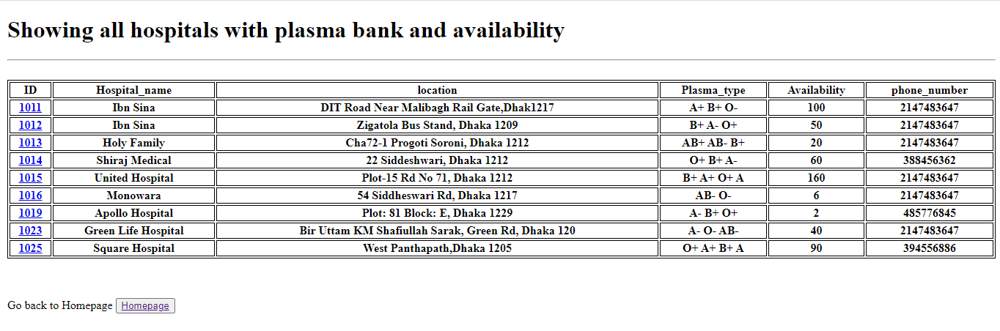 Showing all hospitals with plasma bank and availability
ID Hospital_name location Plasma_type Availability phone_number
1011 Ibn Sina DIT Road Near Malibagh Rail Gate,Dhak1217 A+ B+ O- 100 2147483647
1012 Ibn Sina Zigatola Bus Stand, Dhaka 1209 B+ A- O+ 50 2147483647
1013 Holy Family Cha72-1 Progoti Soroni, Dhaka 1212 AB+ AB- B+ 20 2147483647
1014 Shiraj Medical 22 Siddeshwari, Dhaka 1212 O+ B+ A- 60 388456362
1015 United Hospital Plot-15 Rd No 71, Dhaka 1212 B+ A+ O+ A 160 2147483647
1016 Monowara 54 Siddheswari Rd, Dhaka 1217 AB- O- 6 2147483647
1019 Apollo Hospital Plot: 81 Block: E, Dhaka 1229 A- B+ O+ 2 485776845
1023 Green Life Hospital Bir Uttam KM Shafiullah Sarak, Green Rd, Dhaka 120 A- O- AB- 40 2147483647
1025 Square Hospital West Panthapath,Dhaka 1205 O+ A+ B+ A 90 394556886
Go back to Homepage Homepage